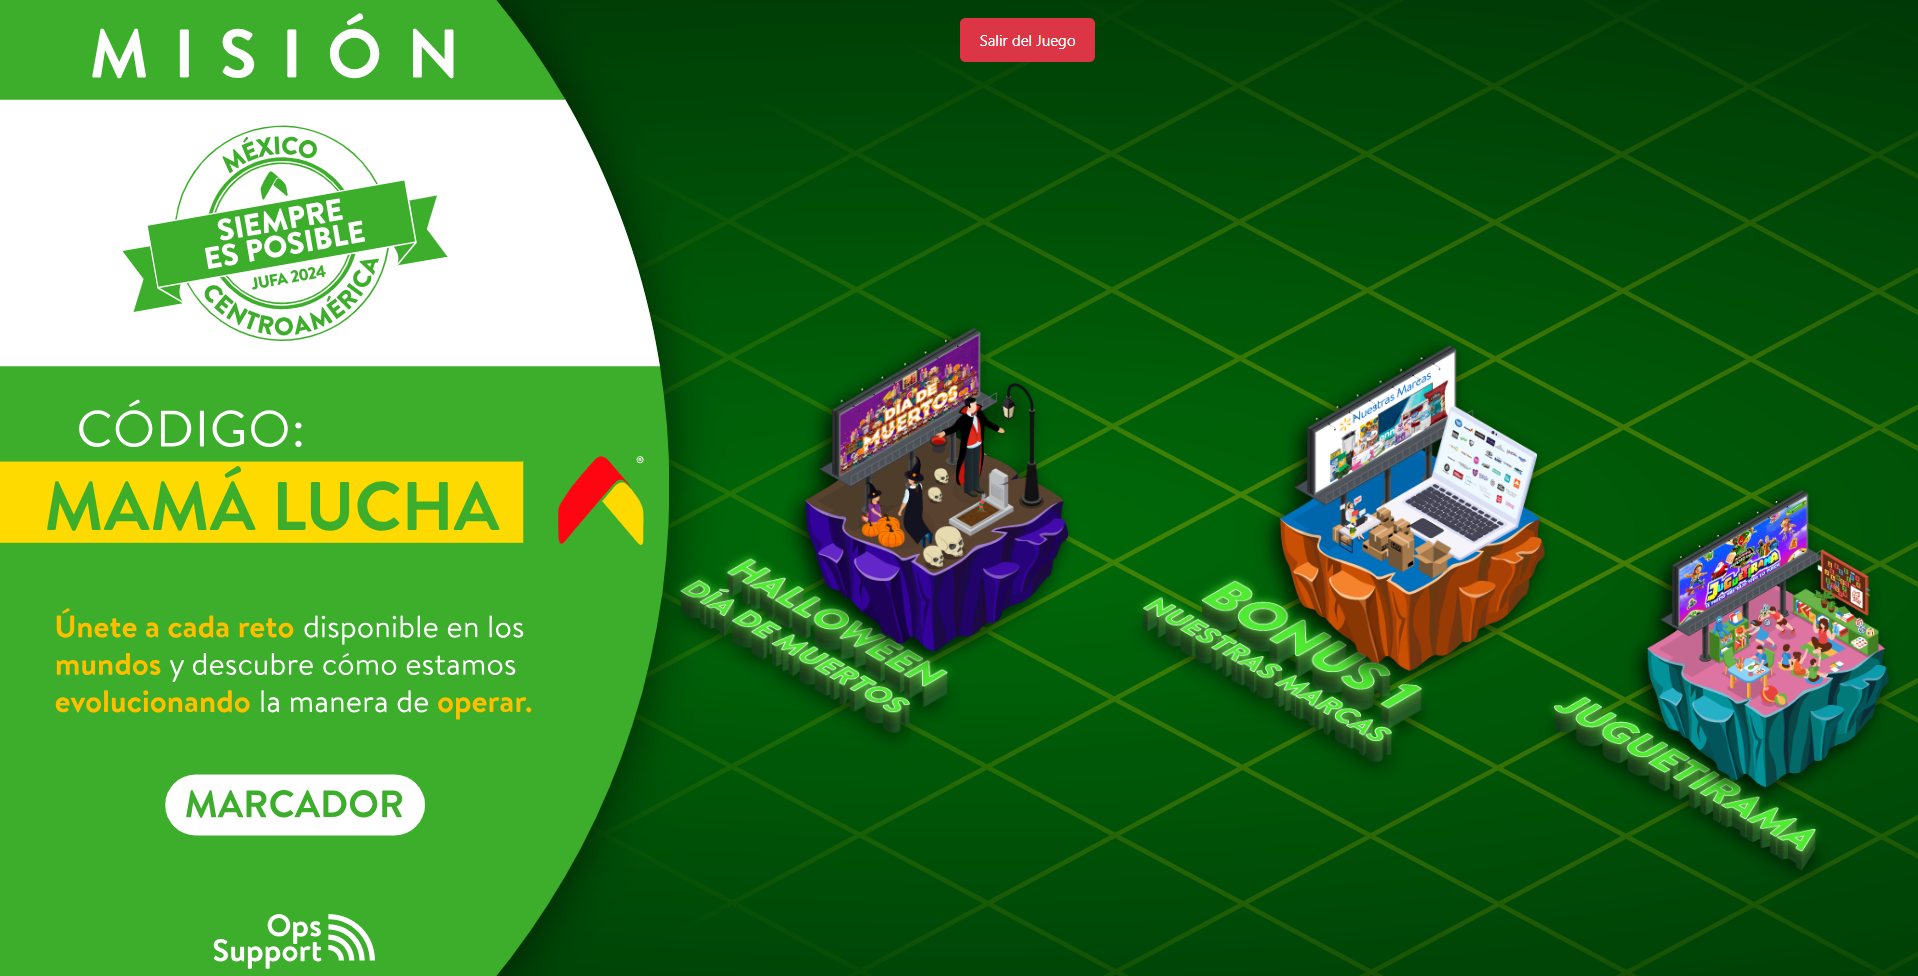 MISIÓN
MÉXICO
SIEMPRE
ES POSIBLE
JUFA 2024
CENTROAMÉRICA
CÓDIGO:
MAMÁ LUCHA
®
Únete a cada reto disponible en los
mundos y descubre cómo estamos
evolucionando la manera de operar.
MARCADOR
Ops
Support
Salir del Juego
DÍA DE
MUERTOS
HALLOWEEN
DÍA DE MUERTOS
Nuestras Marcas
BONUS 1
NUESTRAS MARCAS
JUGUETIRAMA
JUGUETIRAMA